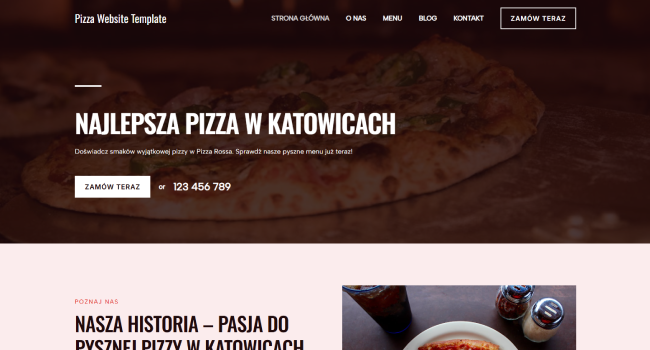 Pizza Website Template
STRONA GŁÓWNA O NAS MENU BLOG KONTAKT ZAMÓW TERAZ
NAJLEPSZA PIZZA W KATOWICACH
Doświadcz smaków wyjątkowej pizzy w Pizza Rossa. Sprawdź nasze pyszne menu już teraz!
ZAMÓW TERAZ or 123 456 789
POZNAJ NAS
NASZA HISTORIA – PASJA DO
PYSZNEJ PIZZY W KATOWICACH